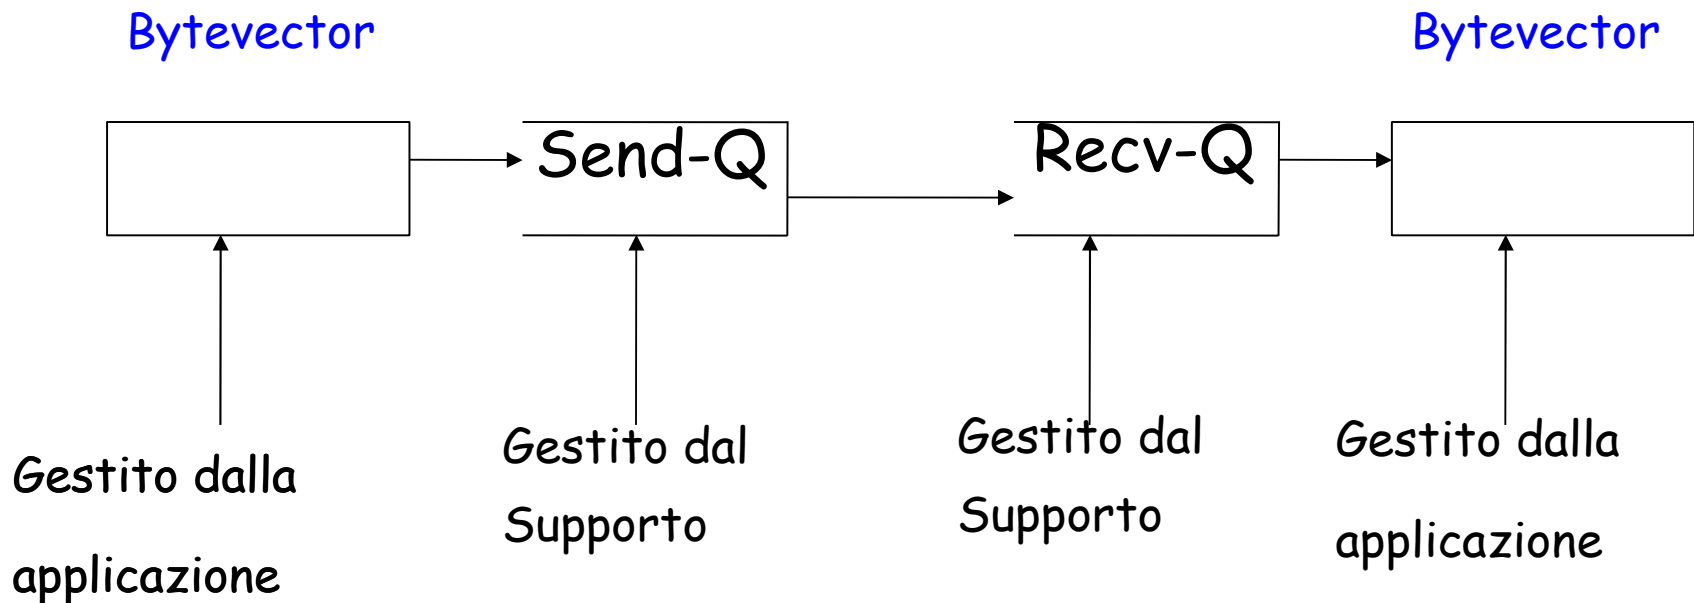 Bytevector
Bytevector
Send-Q
Recv-Q
Gestito dalla
applicazione
Gestito dal
Supporto
Gestito dal
Supporto
Gestito dalla
applicazione